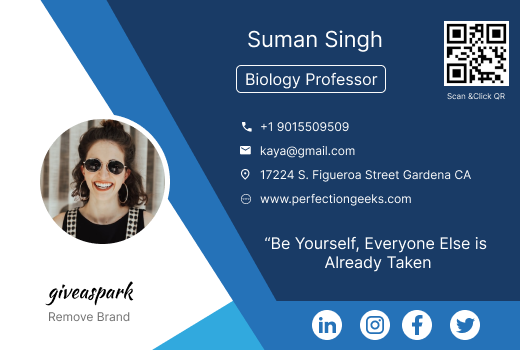 Suman Singh
Biology Professor
Scan &Click QR
+1 9015509509
kaya@gmail.com
17224 S. Figueroa Street Gardena CA
www.perfectiongeeks.com
“Be Yourself, Everyone Else is
Already Taken
giveaspark
Remove Brand
in
f